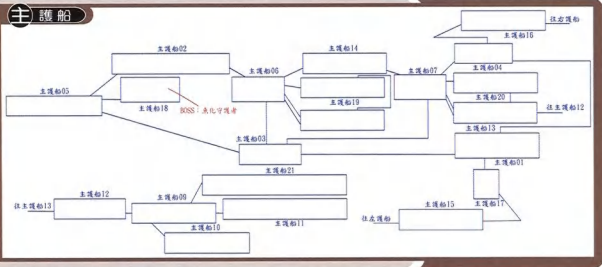 主護船
往右護船
主護船16
主護船02
主護船14
主護船06
主護船07
主護船04
主護船05
主護船20
主護船18
BOSS：魚化守護者
主護船19
往主護船12
主護船03
主護船13
主護船01
主護船21
主護船12
主護船09
往主護船13
主護船15
主護船17
往左護船
主護船10
主護船11